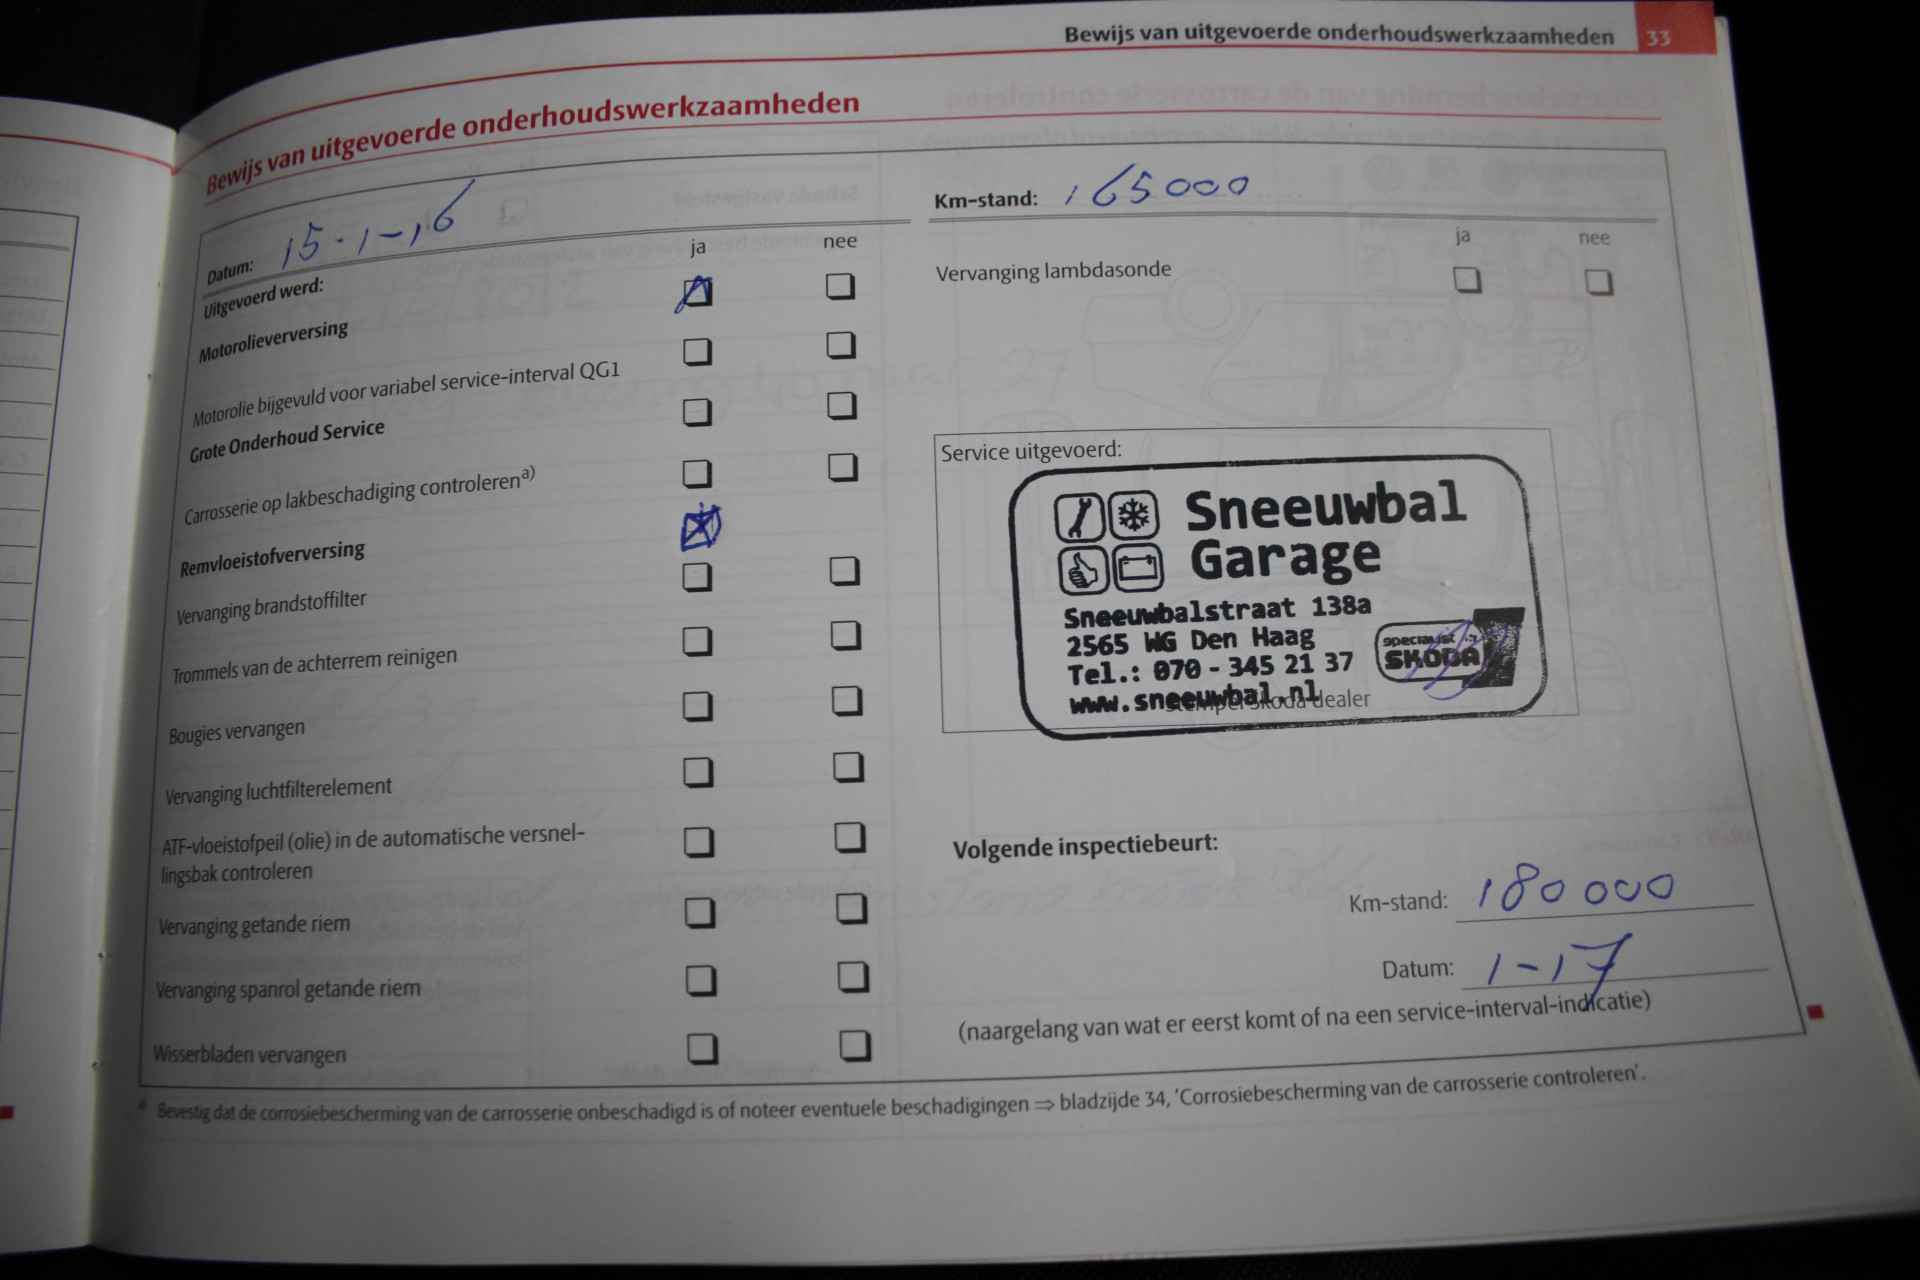 Bewijs van uitgevoerde onderhoudswerkzaamheden 33
Bewijs van uitgevoerde onderhoudswerkzaamheden
Datum: 15-1-16
Km-stand: 165000
ja nee
Uitgevoerd werd:
Motorolieverversing
Motorolie bijgevuld voor variabel service-interval QG1
Grote Onderhoud Service
Carrosserie op lakbeschadiging controleren a)
Remvloeistofverversing
Vervanging brandstoffilter
Trommels van de achterrem reinigen
Bougies vervangen
Vervanging luchtfilterelement
ATF-vloeistofpeil (olie) in de automatische versnel-
lingsbak controleren
Vervanging getande riem
Vervanging spanrol getande riem
Wisserbladen vervangen
ja nee
Vervanging lambdasonde
Service uitgevoerd:
Sneeuwbal
Garage
Sneeuwbalstraat 138a
2565 WG Den Haag
Tel.: 070 - 345 21 37
www.sneeuwbal.nl
specialist
SKODA
Stempel Skoda dealer
Volgende inspectiebeurt:
Km-stand: 180000
Datum: 1-17
(naargelang van wat er eerst komt of na een service-interval-indicatie)
a Bevestig dat de corrosiebescherming van de carrosserie onbeschadigd is of noteer eventuele beschadigingen ⇒ bladzijde 34, 'Corrosiebescherming van de carrosserie controleren'.